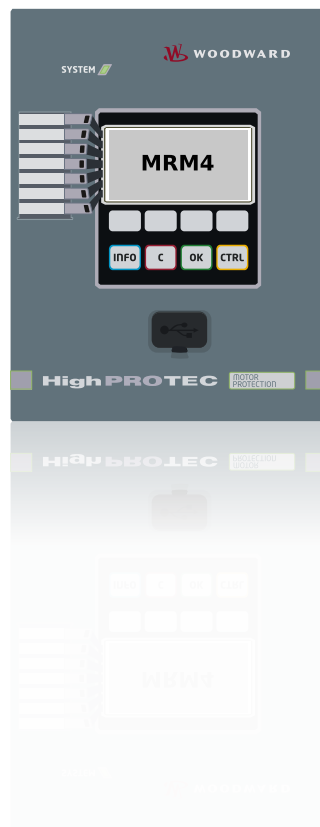 WOODWARD
SYSTEM
MRM4
INFO C OK CTRL
HighPROTEC
MOTOR
PROTECTION